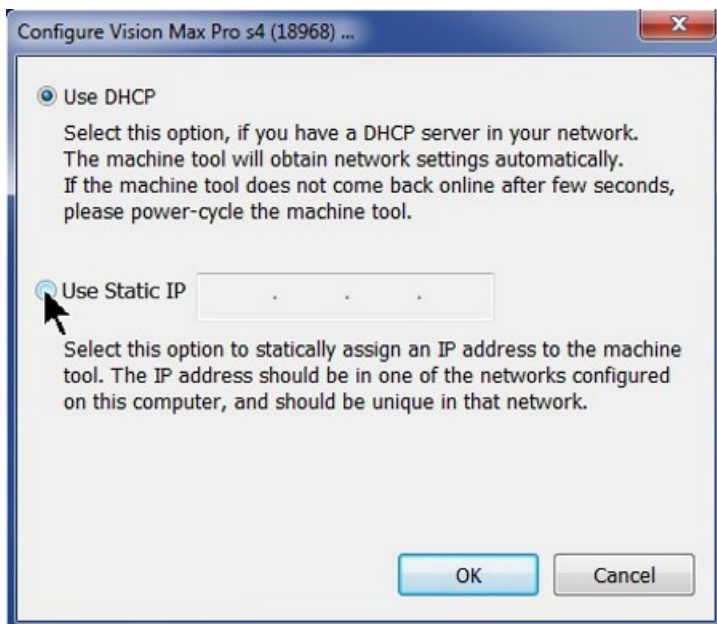 Configure Vision Max Pro s4 (18968) ...
Use DHCP
Select this option, if you have a DHCP server in your network.
The machine tool will obtain network settings automatically.
If the machine tool does not come back online after few seconds,
please power-cycle the machine tool.
Use Static IP . . .
Select this option to statically assign an IP address to the machine
tool. The IP address should be in one of the networks configured
on this computer, and should be unique in that network.
OK Cancel